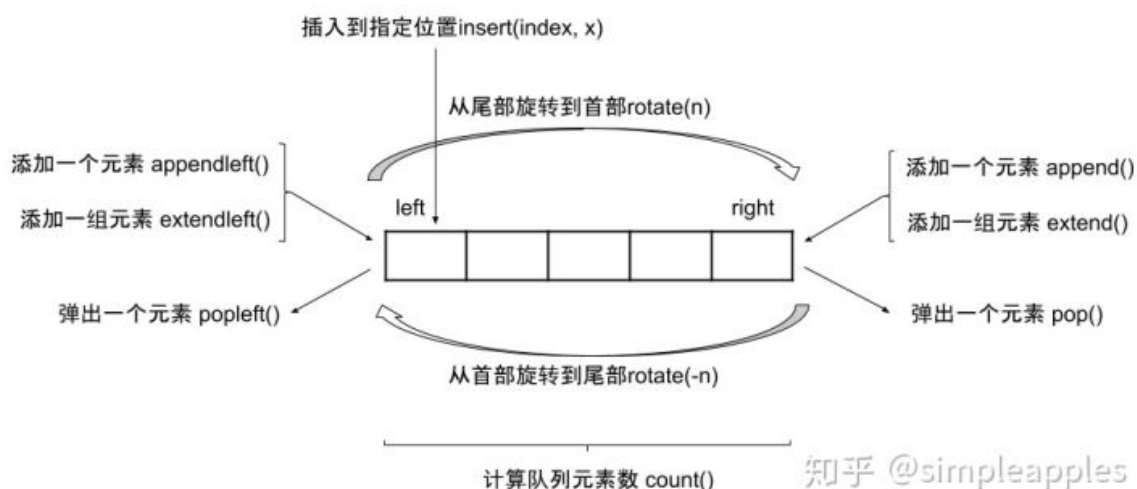 插入到指定位置insert(index, x)
从尾部旋转到首部rotate(n)
添加一个元素 appendleft()
添加一个元素 append()
left
right
添加一组元素 extendleft()
添加一组元素 extend()
弹出一个元素 popleft()
弹出一个元素 pop()
从首部旋转到尾部rotate(-n)
计算队列元素数 count()
知乎 @simpleapples